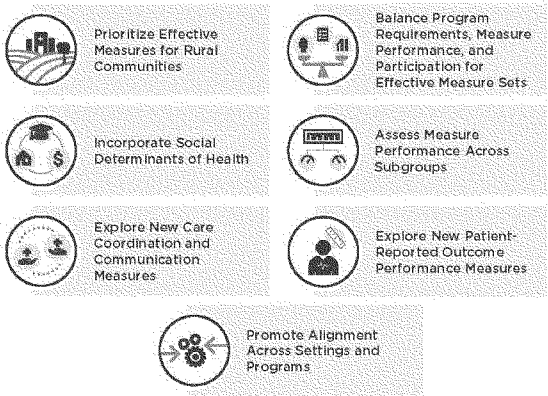 Prioritize Effective
Measures for Rural
Communities
Balance Program
Requirements, Measure
Performance, and
Participation for
Effective Measure Sets
Incorporate Social
Determinants of Health
Assess Measure
Performance Across
Subgroups
Explore New Care
Coordination and
Communication
Measures
Explore New Patient-
Reported Outcome
Performance Measures
Promote Alignment
Across Settings and
Programs